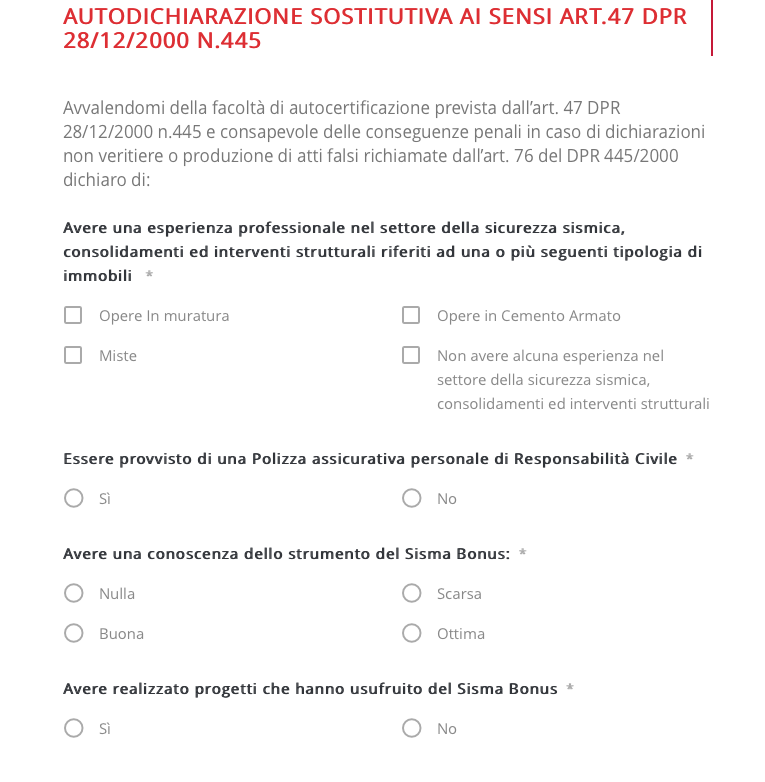 AUTODICHIARAZIONE SOSTITUTIVA AI SENSI ART.47 DPR
28/12/2000 N.445
Avvalendomi della facoltà di autocertificazione prevista dall’art. 47 DPR
28/12/2000 n.445 e consapevole delle conseguenze penali in caso di dichiarazioni
non veritiere o produzione di atti falsi richiamate dall’art. 76 del DPR 445/2000
dichiaro di:
Avere una esperienza professionale nel settore della sicurezza sismica,
consolidamenti ed interventi strutturali riferiti ad una o più seguenti tipologia di
immobili *
Opere In muratura
Opere in Cemento Armato
Miste
Non avere alcuna esperienza nel
settore della sicurezza sismica,
consolidamenti ed interventi strutturali
Essere provvisto di una Polizza assicurativa personale di Responsabilità Civile *
Sì
No
Avere una conoscenza dello strumento del Sisma Bonus: *
Nulla
Scarsa
Buona
Ottima
Avere realizzato progetti che hanno usufruito del Sisma Bonus *
Sì
No